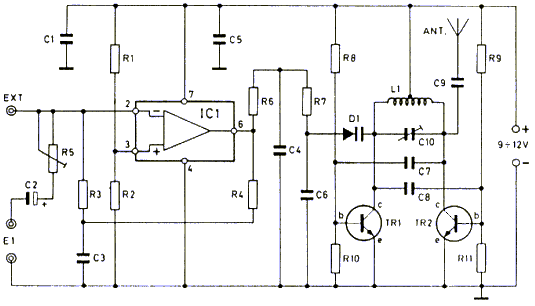 ANT.
C1
C5
R1
R8
R9
C9
L1
EXT
7
IC1
R6
R7
D1
C10
+
9÷12V
−
2
−
6
R5
3
+
C4
C7
4
C2
+
R3
R2
R4
C6
C8
c
c
b
TR1
TR2
b
E1
e
e
C3
R10
R11